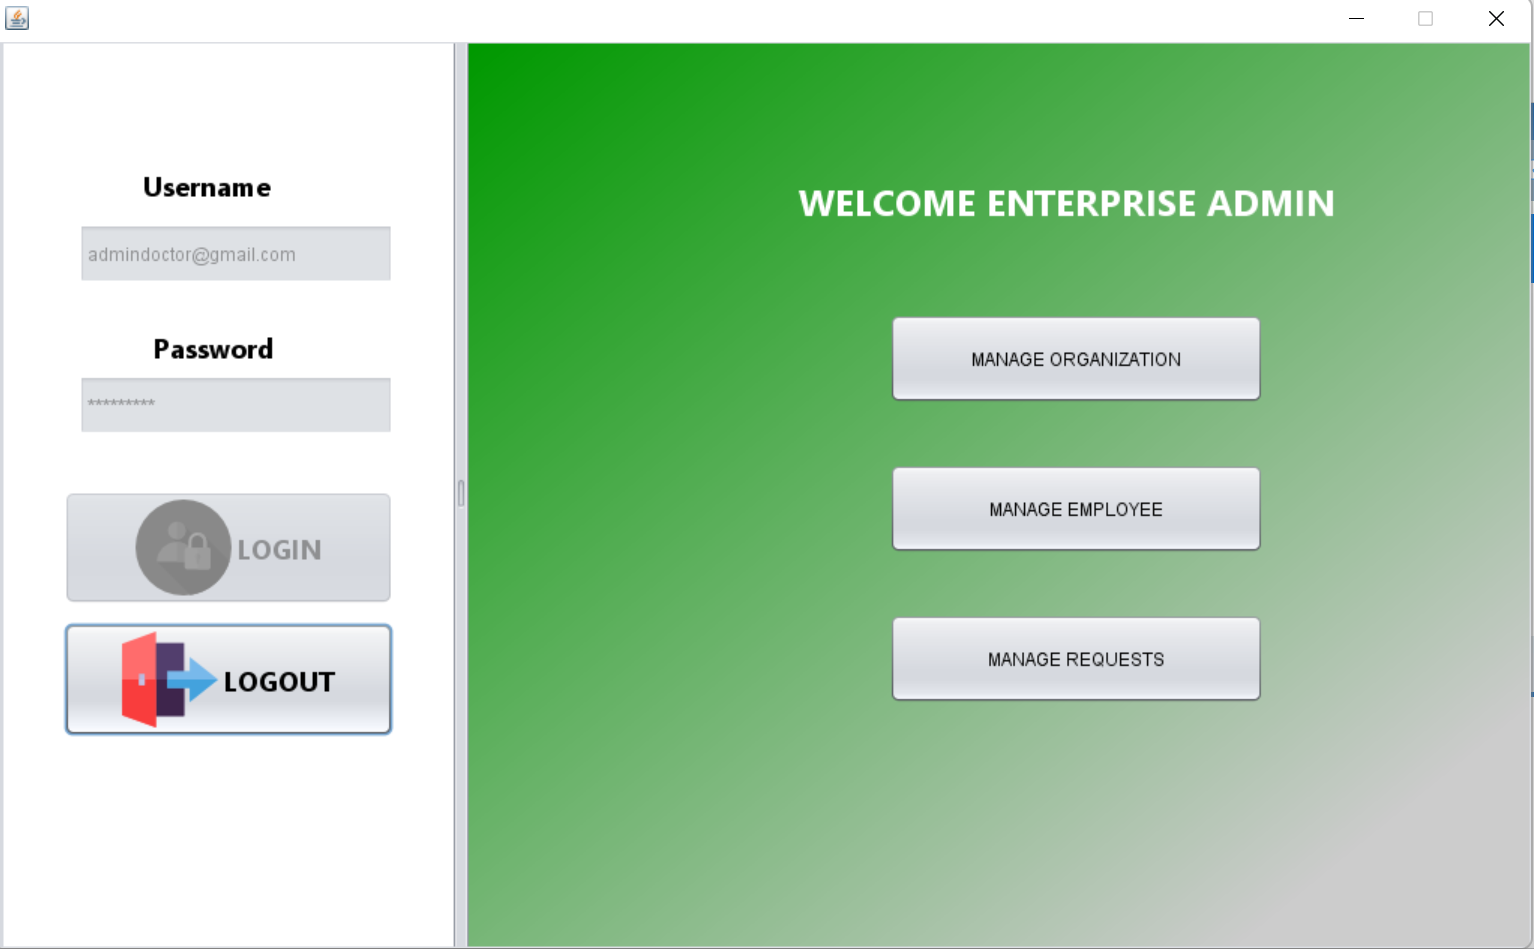 Username
admindoctor@gmail.com
Password
*********
LOGIN
LOGOUT
WELCOME ENTERPRISE ADMIN
MANAGE ORGANIZATION
MANAGE EMPLOYEE
MANAGE REQUESTS